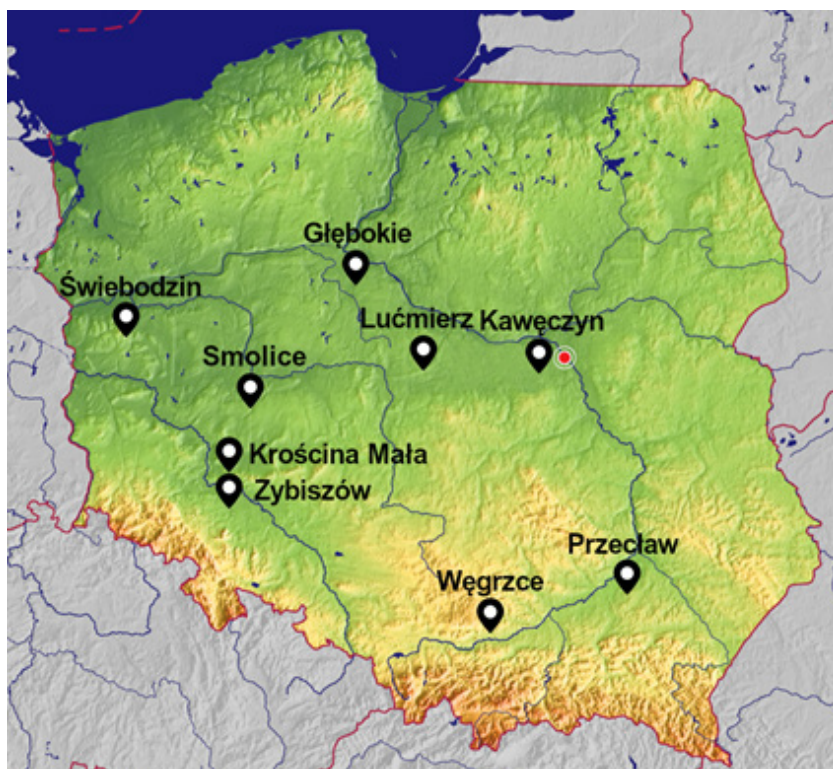 Głębokie
Świebodzin
Lućmierz
Kawęczyn
Smolice
Krościna Mała
Zybiszów
Przecław
Węgrzce